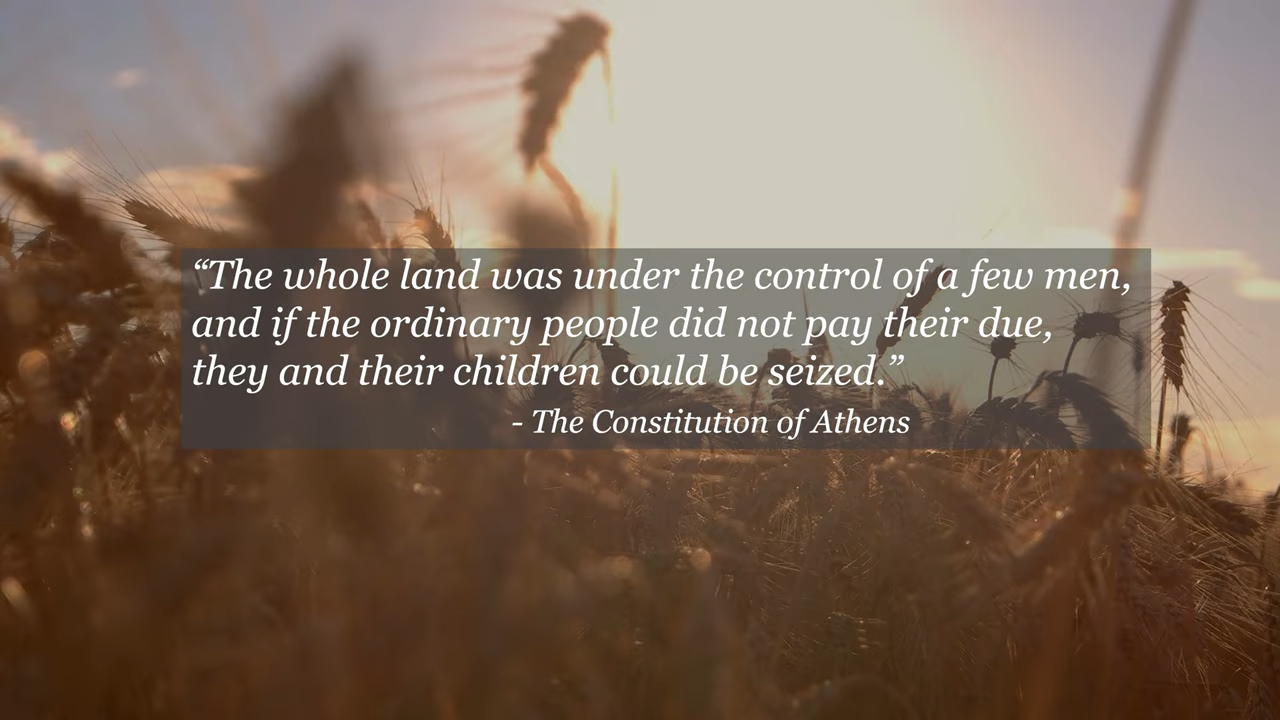 “The whole land was under the control of a few men,
and if the ordinary people did not pay their due,
they and their children could be seized.”
- The Constitution of Athens